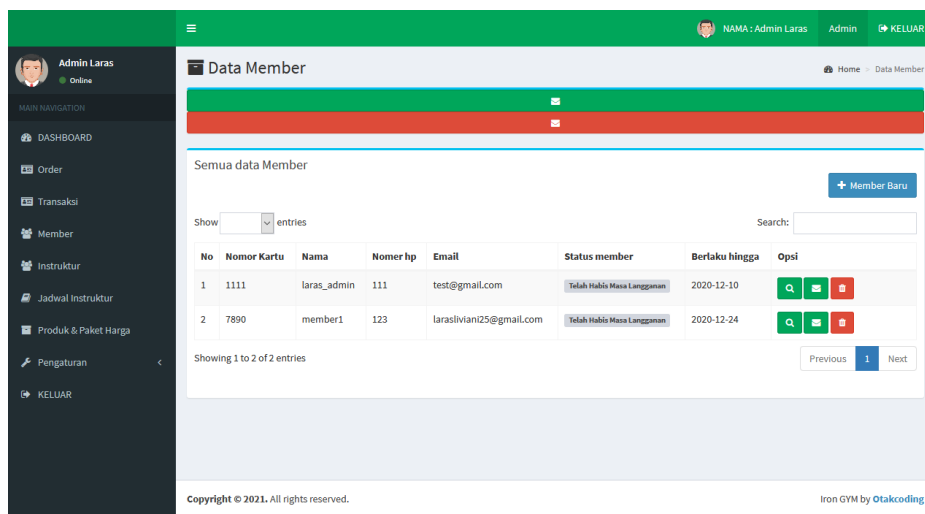 NAMA : Admin Laras Admin KELUAR
Admin Laras
Online
MAIN NAVIGATION
DASHBOARD
Order
Transaksi
Member
Instruktur
Jadwal Instruktur
Produk & Paket Harga
Pengaturan
KELUAR
Data Member
Home > Data Member
Semua data Member
Member Baru
Show entries Search:
No Nomor Kartu Nama Nomer hp Email Status member Berlaku hingga Opsi
1 1111 laras_admin 111 test@gmail.com Telah Habis Masa Langganan 2020-12-10
2 7890 member1 123 larasliviani25@gmail.com Telah Habis Masa Langganan 2020-12-24
Showing 1 to 2 of 2 entries
Previous 1 Next
Copyright © 2021. All rights reserved.
Iron GYM by Otakcoding